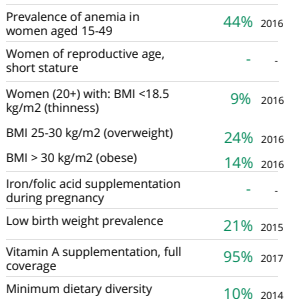 Prevalence of anemia in
women aged 15-49 44% 2016
Women of reproductive age,
short stature - -
Women (20+) with: BMI <18.5
kg/m2 (thinness) 9% 2016
BMI 25-30 kg/m2 (overweight) 24% 2016
BMI > 30 kg/m2 (obese) 14% 2016
Iron/folic acid supplementation
during pregnancy - -
Low birth weight prevalence 21% 2015
Vitamin A supplementation, full
coverage 95% 2017
Minimum dietary diversity 10% 2014